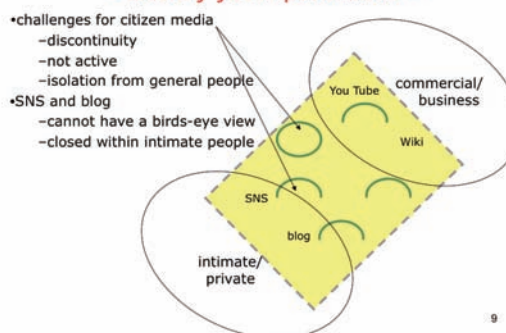 •challenges for citizen media
–discontinuity
–not active
–isolation from general people
•SNS and blog
–cannot have a birds-eye view
–closed within intimate people
You Tube
commercial/
business
Wiki
SNS
blog
intimate/
private
9